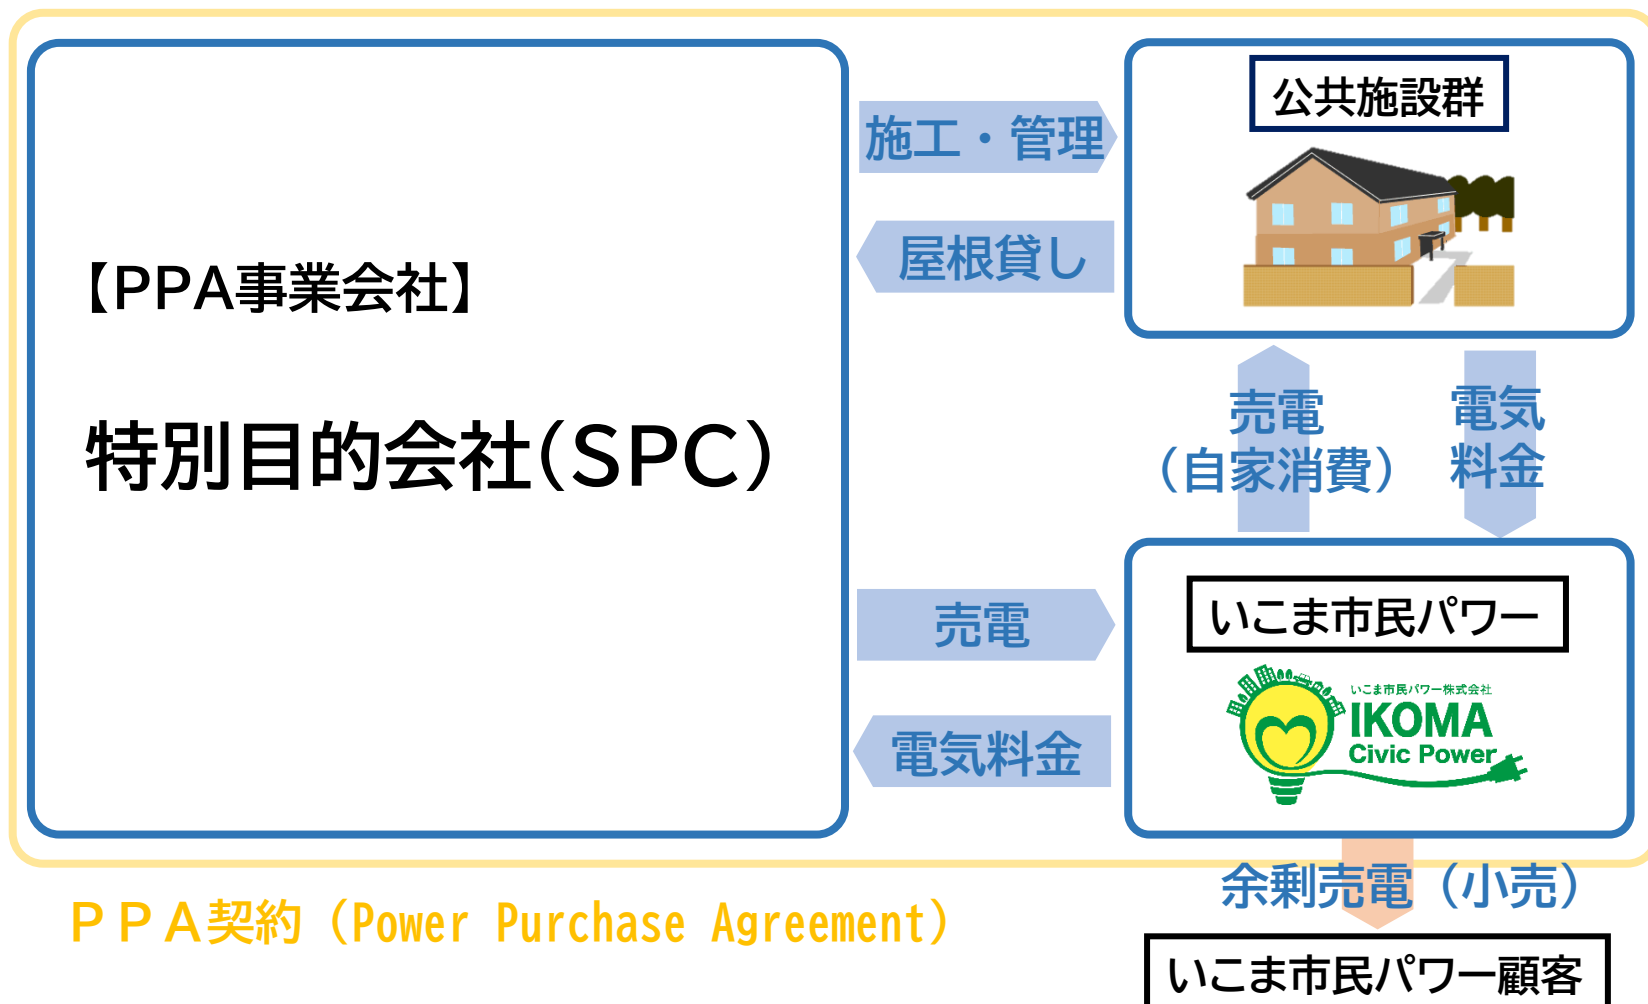 【PPA事業会社】
特別目的会社(SPC)
施工・管理
屋根貸し
公共施設群
売電
(自家消費)
電気
料金
売電
電気料金
いこま市民パワー
いこま市民パワー株式会社
IKOMA
Civic Power
余剰売電(小売)
いこま市民パワー顧客
PPA契約(Power Purchase Agreement)